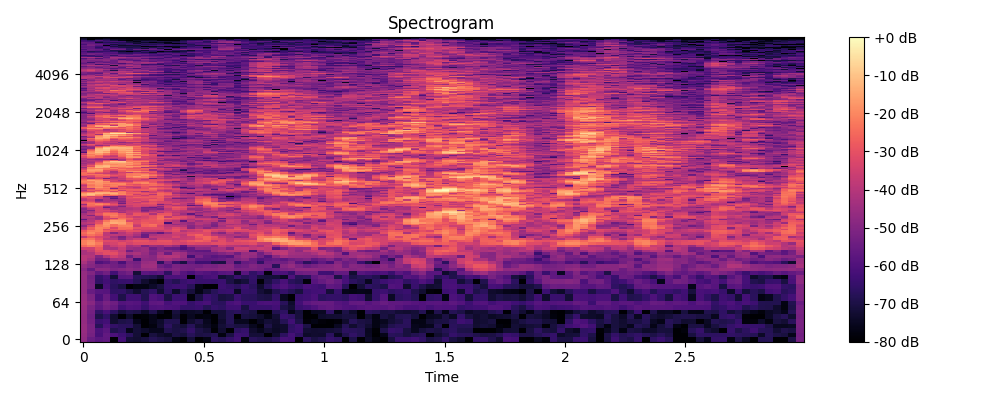 Spectrogram
Hz
4096
2048
1024
512
256
128
64
0
0
0.5
1
1.5
2
2.5
Time
+0 dB
-10 dB
-20 dB
-30 dB
-40 dB
-50 dB
-60 dB
-70 dB
-80 dB